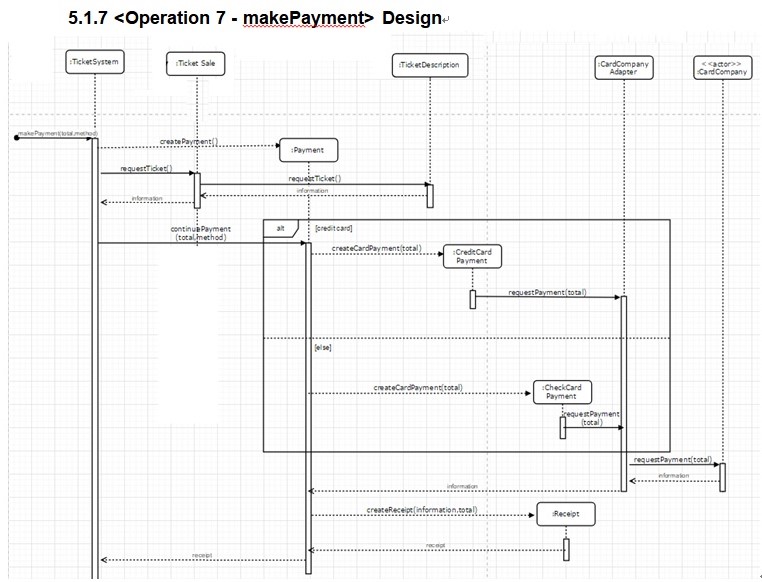 5.1.7 <Operation 7 - makePayment> Design
:TicketSystem
:Ticket Sale
:TicketDescription
:CardCompany
Adapter
<<actor>>
:CardCompany
makePayment(total,method)
createPayment()
:Payment
requestTicket()
requestTicket()
information
information
continuePayment
(total,method)
alt
[creditcard]
createCardPayment(total)
:CreditCard
Payment
requestPayment(total)
[else]
createCardPayment(total)
:CheckCard
Payment
requestPayment
(total)
requestPayment(total)
information
information
createReceipt(information,total)
:Receipt
receipt
receipt